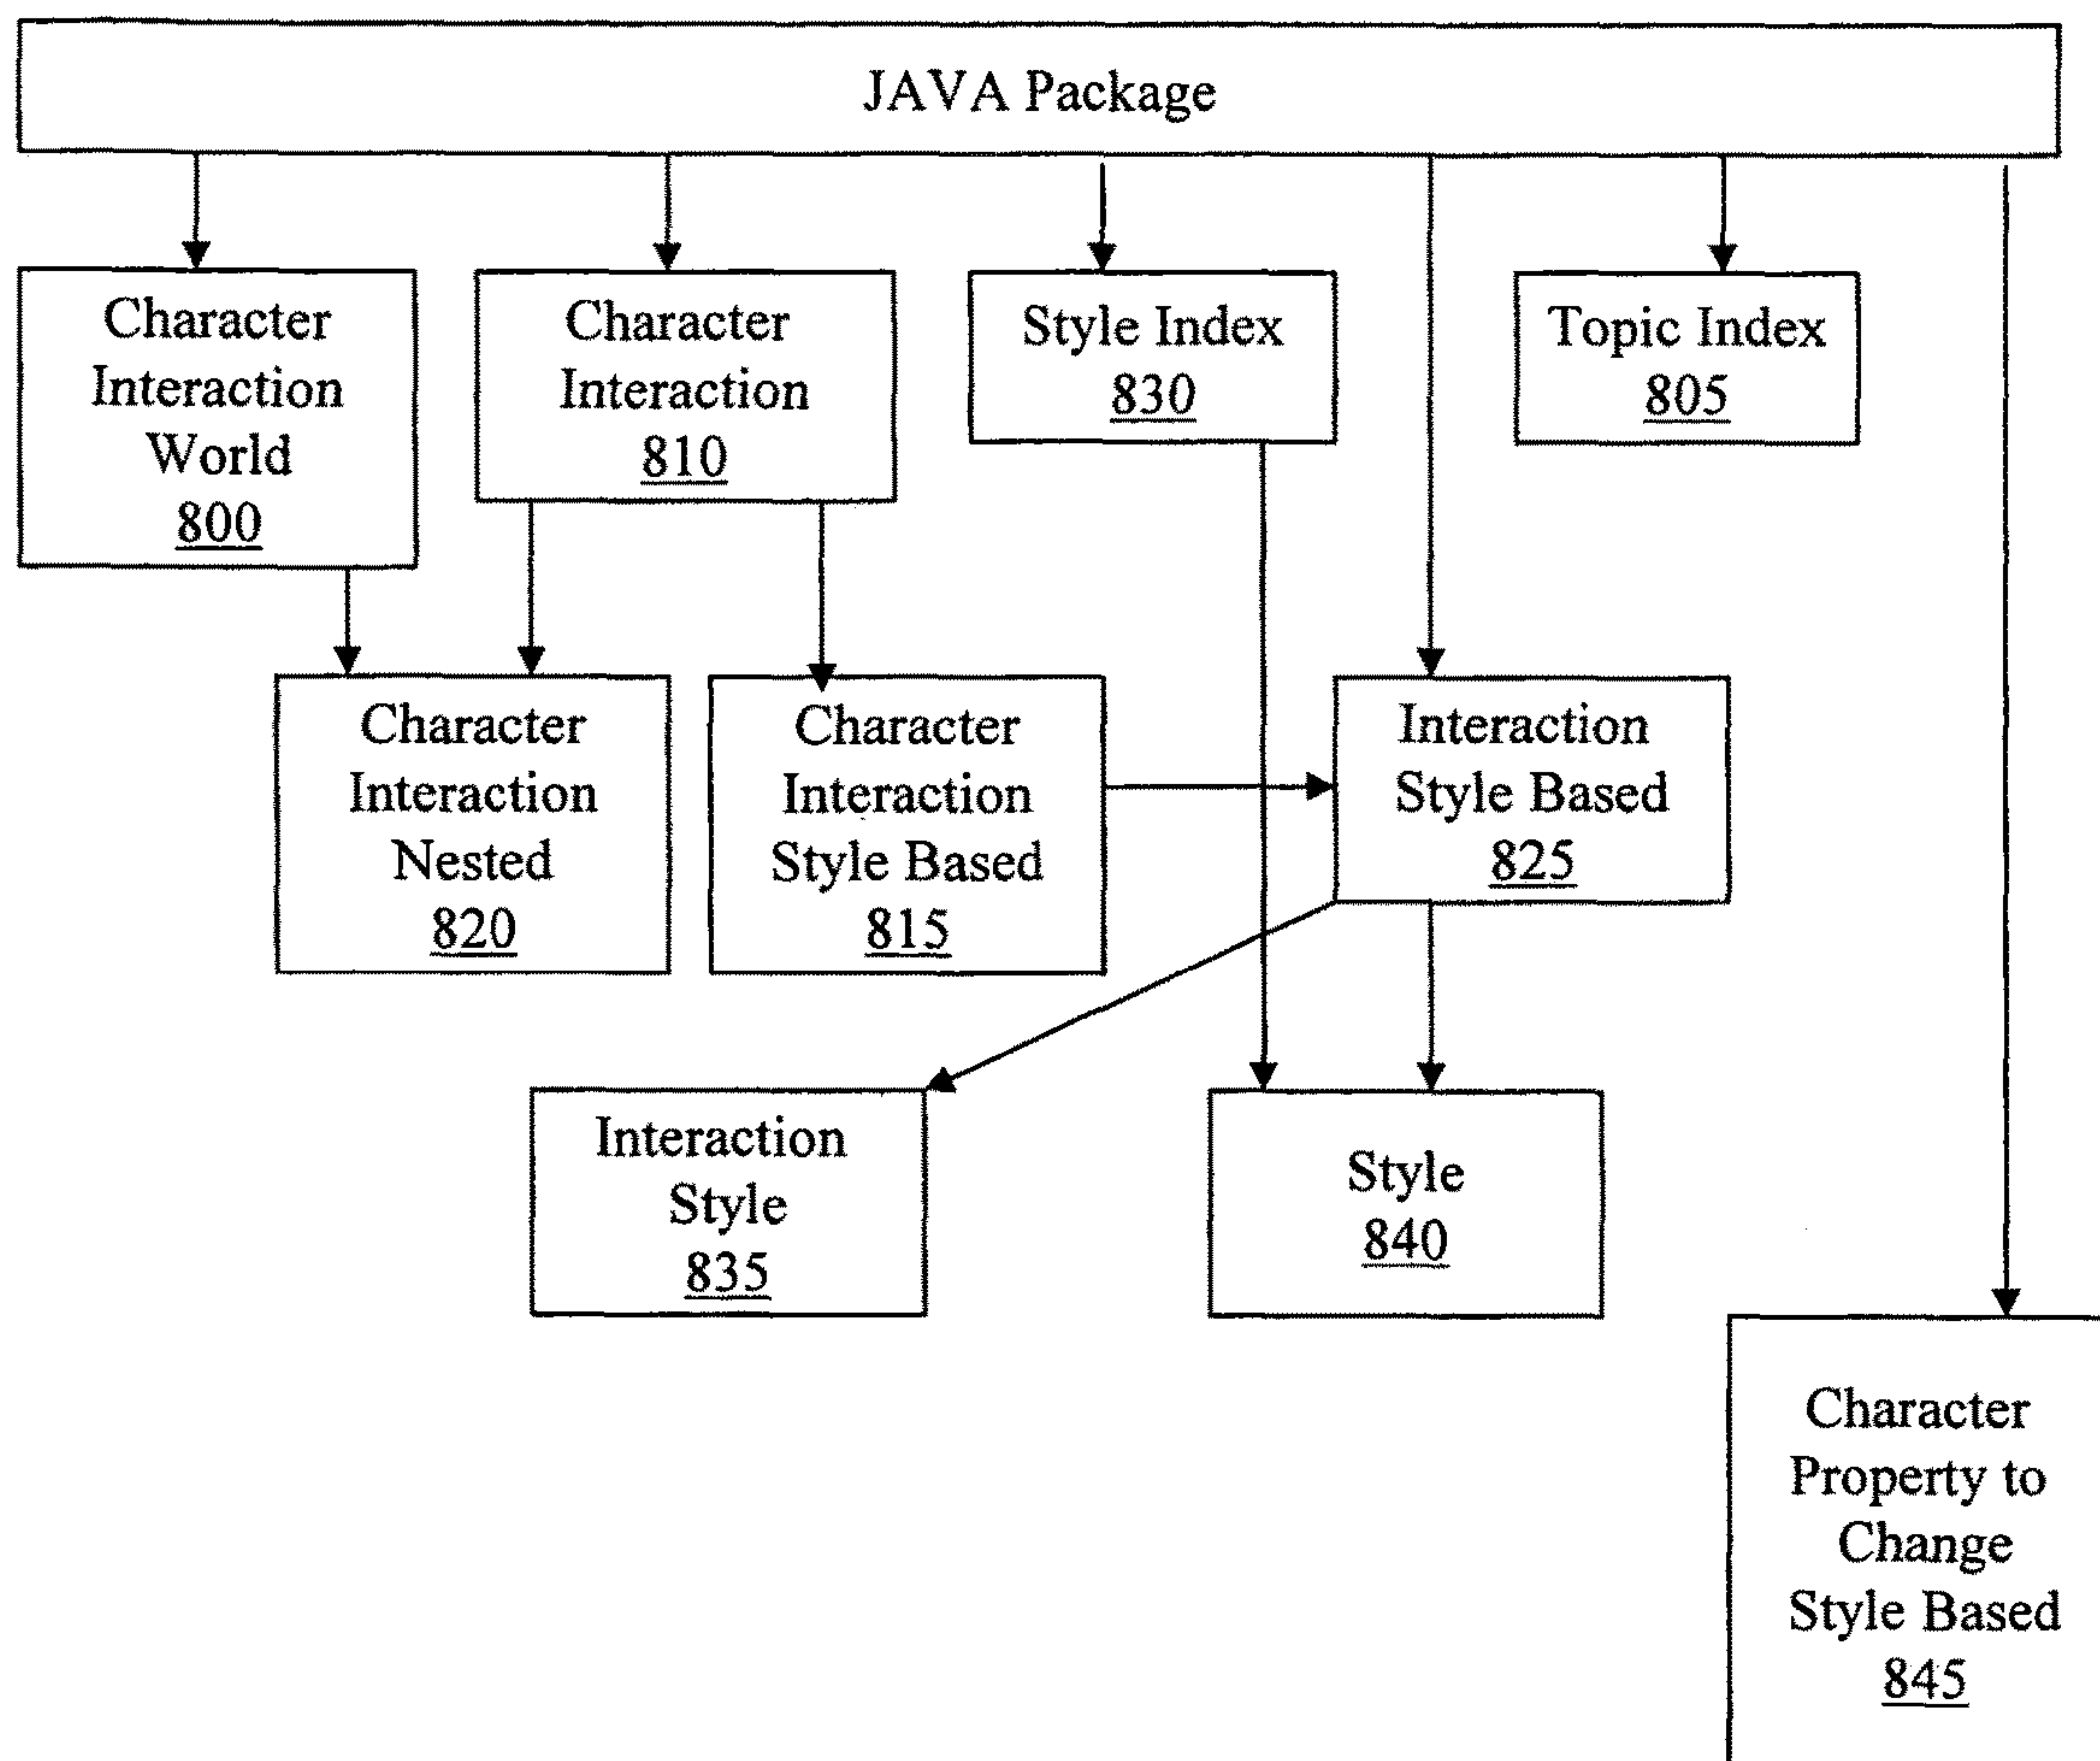 JAVA Package
Character
Interaction
World
800
Character
Interaction
810
Style Index
830
Topic Index
805
Character
Interaction
Nested
820
Character
Interaction
Style Based
815
Interaction
Style Based
825
Interaction
Style
835
Style
840
Character
Property to
Change
Style Based
845